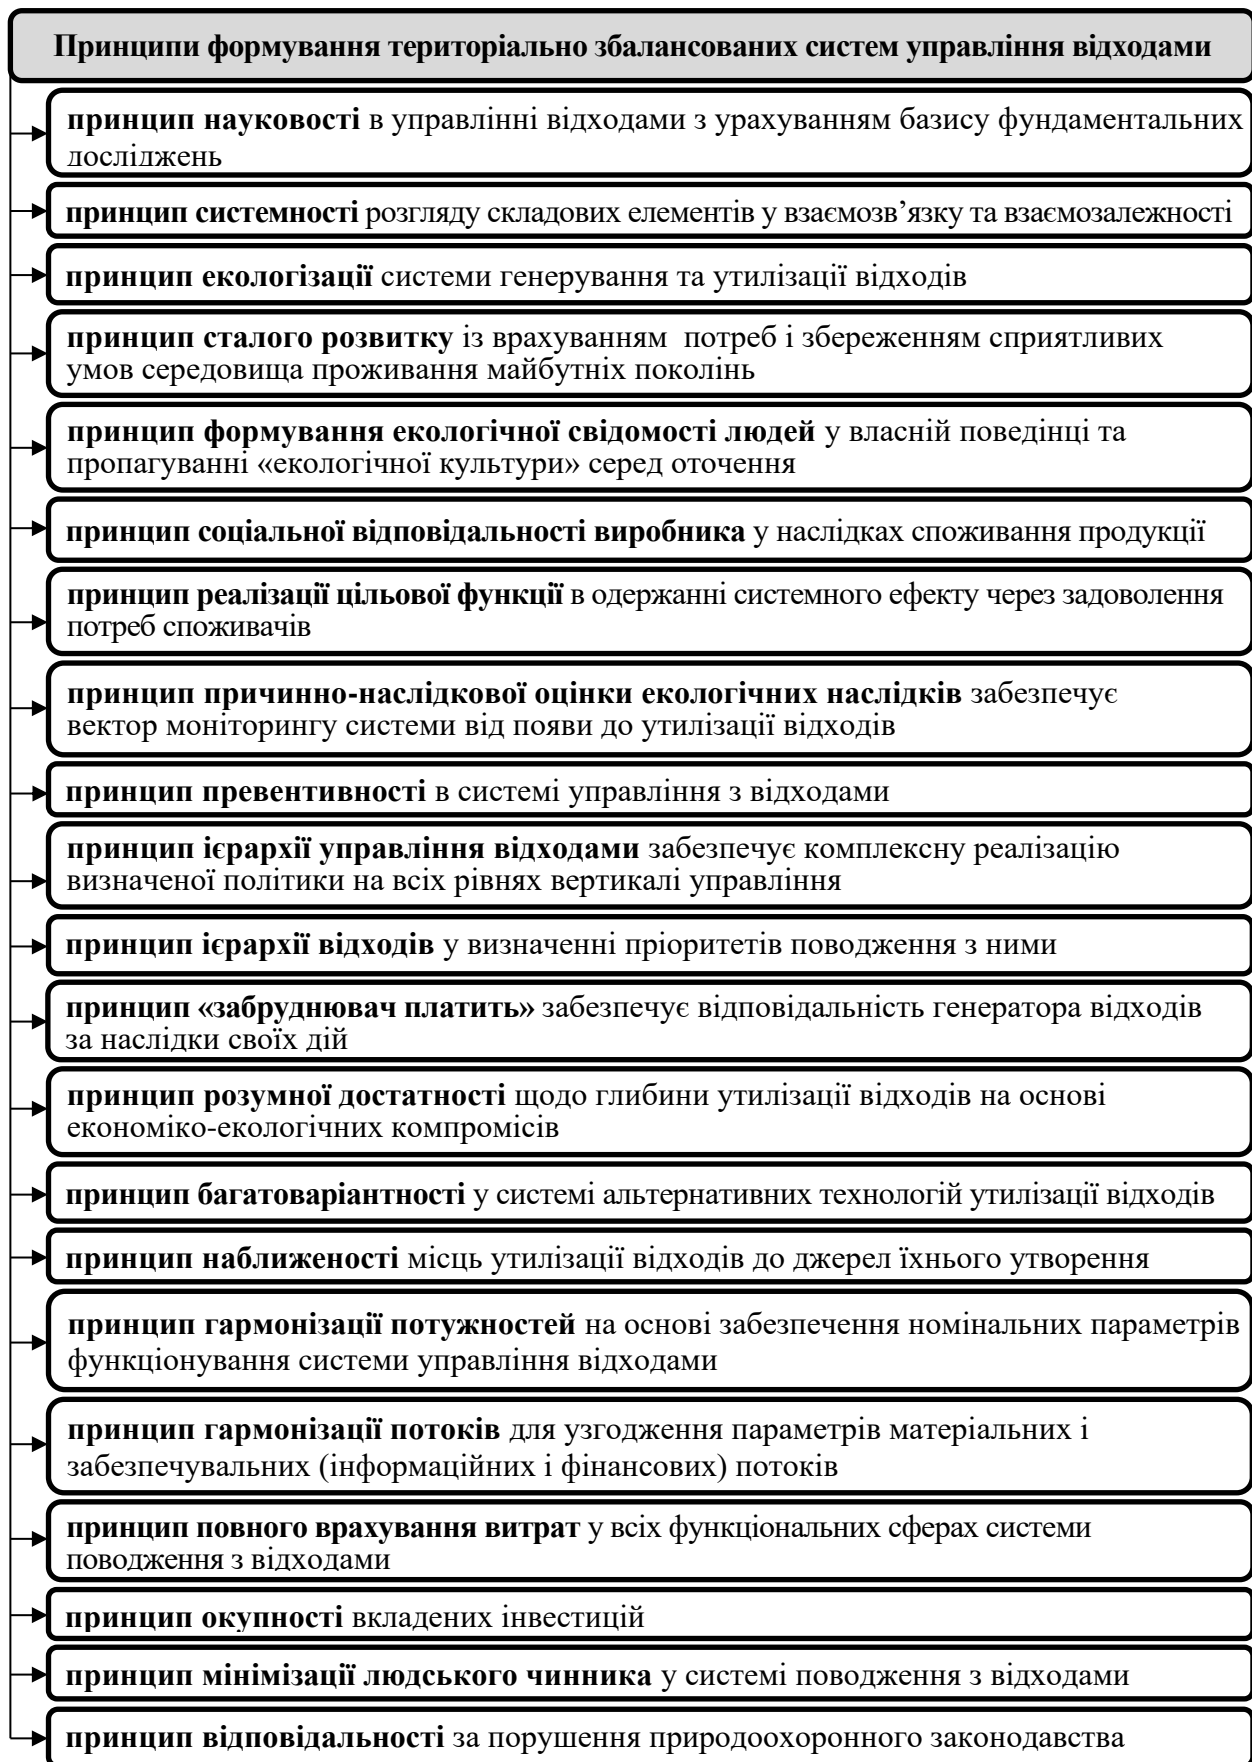 Принципи формування територіально збалансованих систем управління відходами
принцип науковості в управлінні відходами з урахуванням базису фундаментальних
досліджень
принцип системності розгляду складових елементів у взаємозв’язку та взаємозалежності
принцип екологізації системи генерування та утилізації відходів
принцип сталого розвитку із врахуванням потреб і збереженням сприятливих
умов середовища проживання майбутніх поколінь
принцип формування екологічної свідомості людей у власній поведінці та
пропагуванні «екологічної культури» серед оточення
принцип соціальної відповідальності виробника у наслідках споживання продукції
принцип реалізації цільової функції в одержанні системного ефекту через задоволення
потреб споживачів
принцип причинно-наслідкової оцінки екологічних наслідків забезпечує
вектор моніторингу системи від появи до утилізації відходів
принцип превентивності в системі управління з відходами
принцип ієрархії управління відходами забезпечує комплексну реалізацію
визначеної політики на всіх рівнях вертикалі управління
принцип ієрархії відходів у визначенні пріоритетів поводження з ними
принцип «забруднювач платить» забезпечує відповідальність генератора відходів
за наслідки своїх дій
принцип розумної достатності щодо глибини утилізації відходів на основі
економіко-екологічних компромісів
принцип багатоваріантності у системі альтернативних технологій утилізації відходів
принцип наближеності місць утилізації відходів до джерел їхнього утворення
принцип гармонізації потужностей на основі забезпечення номінальних параметрів
функціонування системи управління відходами
принцип гармонізації потоків для узгодження параметрів матеріальних і
забезпечувальних (інформаційних і фінансових) потоків
принцип повного врахування витрат у всіх функціональних сферах системи
поводження з відходами
принцип окупності вкладених інвестицій
принцип мінімізації людського чинника у системі поводження з відходами
принцип відповідальності за порушення природоохоронного законодавства